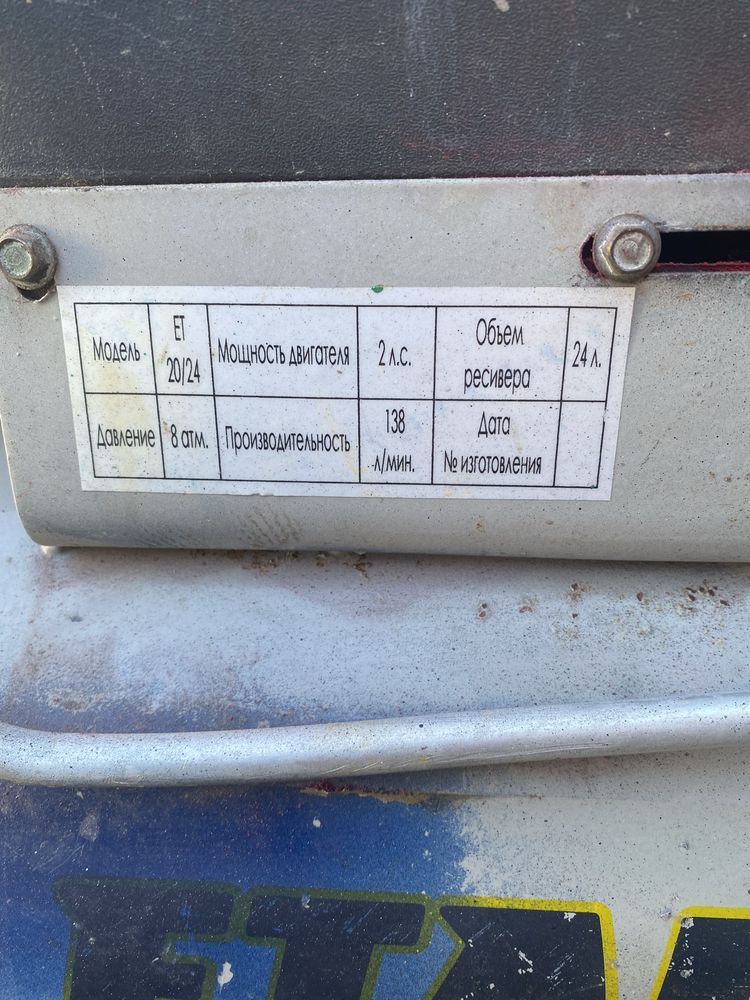 Модель ET 20/24 Мощность двигателя 2 л.с. Объем ресивера 24 л.
Давление 8 атм. Производительность 138 л/мин. Дата № изготовления